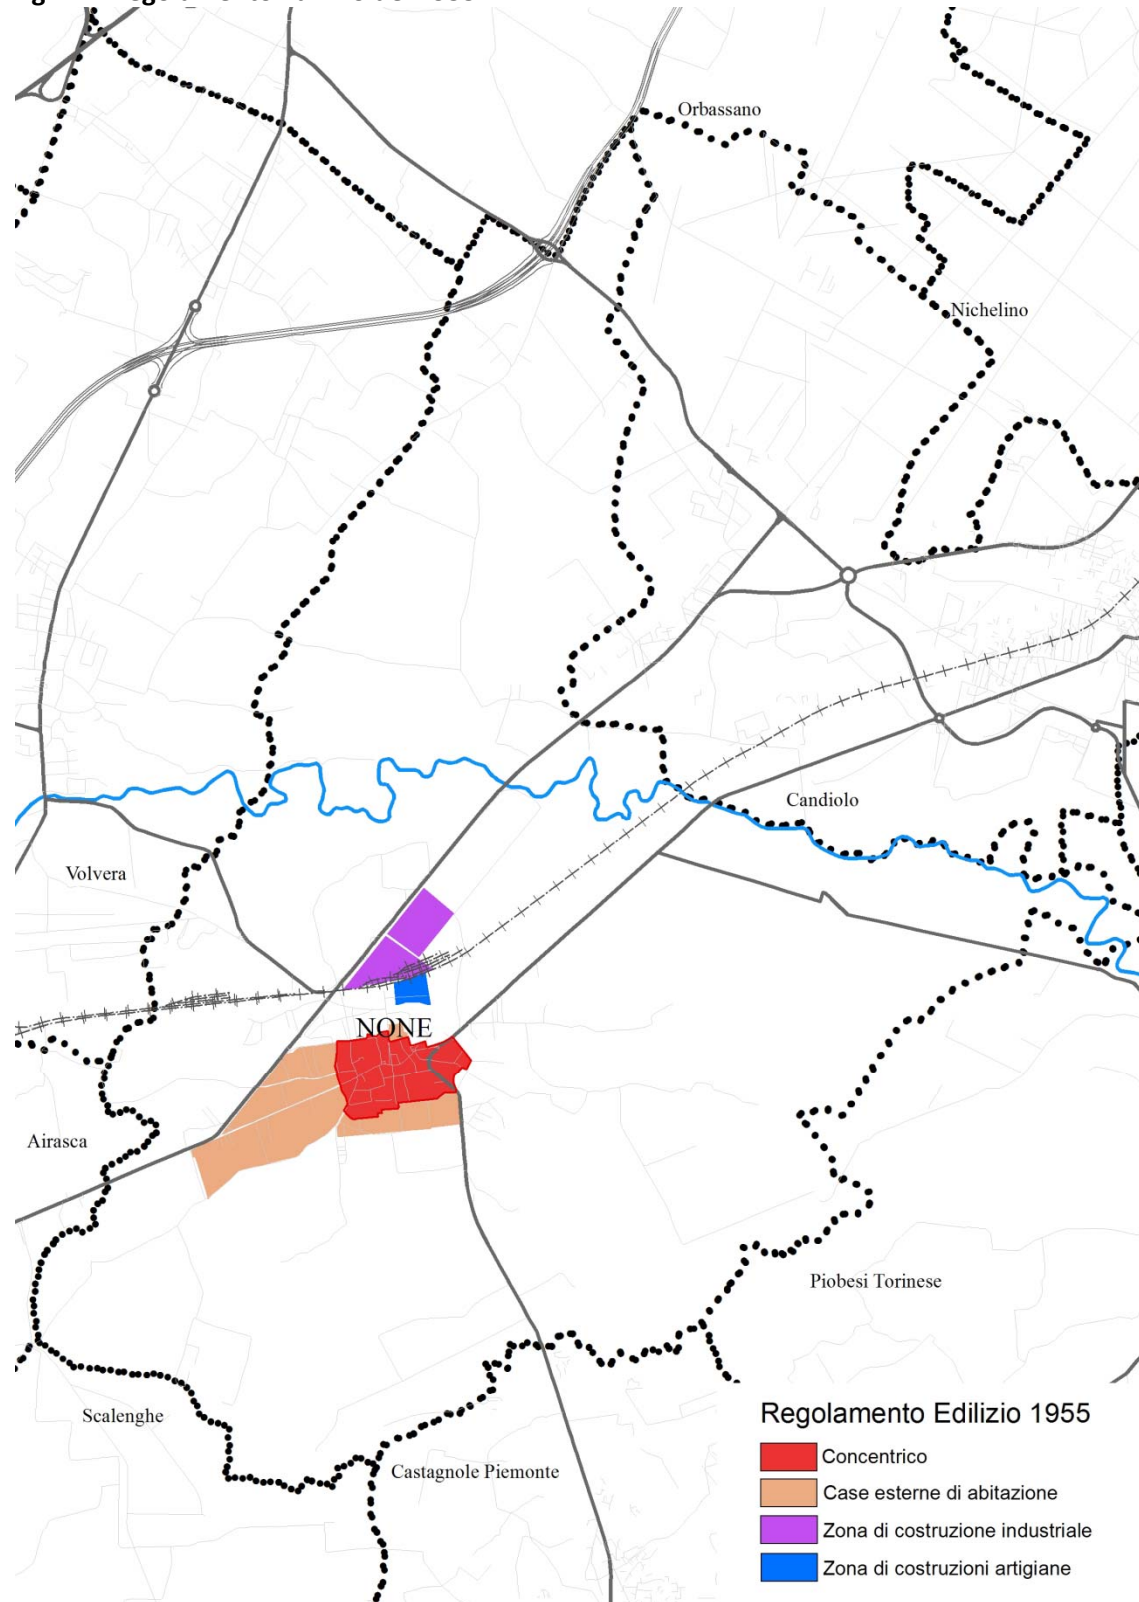 Orbassano
Nichelino
Candiolo
Volvera
NONE
Airasca
Piobesi Torinese
Scalenghe
Castagnole Piemonte
Regolamento Edilizio 1955
Concentrico
Case esterne di abitazione
Zona di costruzione industriale
Zona di costruzioni artigiane